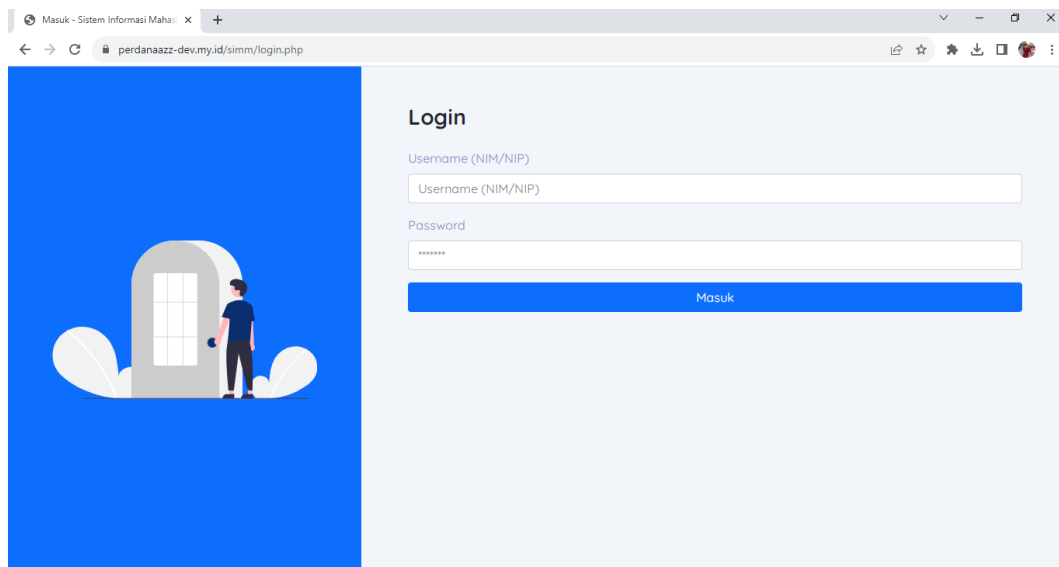 Masuk - Sistem Informasi Mahasi
perdanaazz-dev.my.id/simm/login.php
Login
Username (NIM/NIP)
Username (NIM/NIP)
Password
*******
Masuk